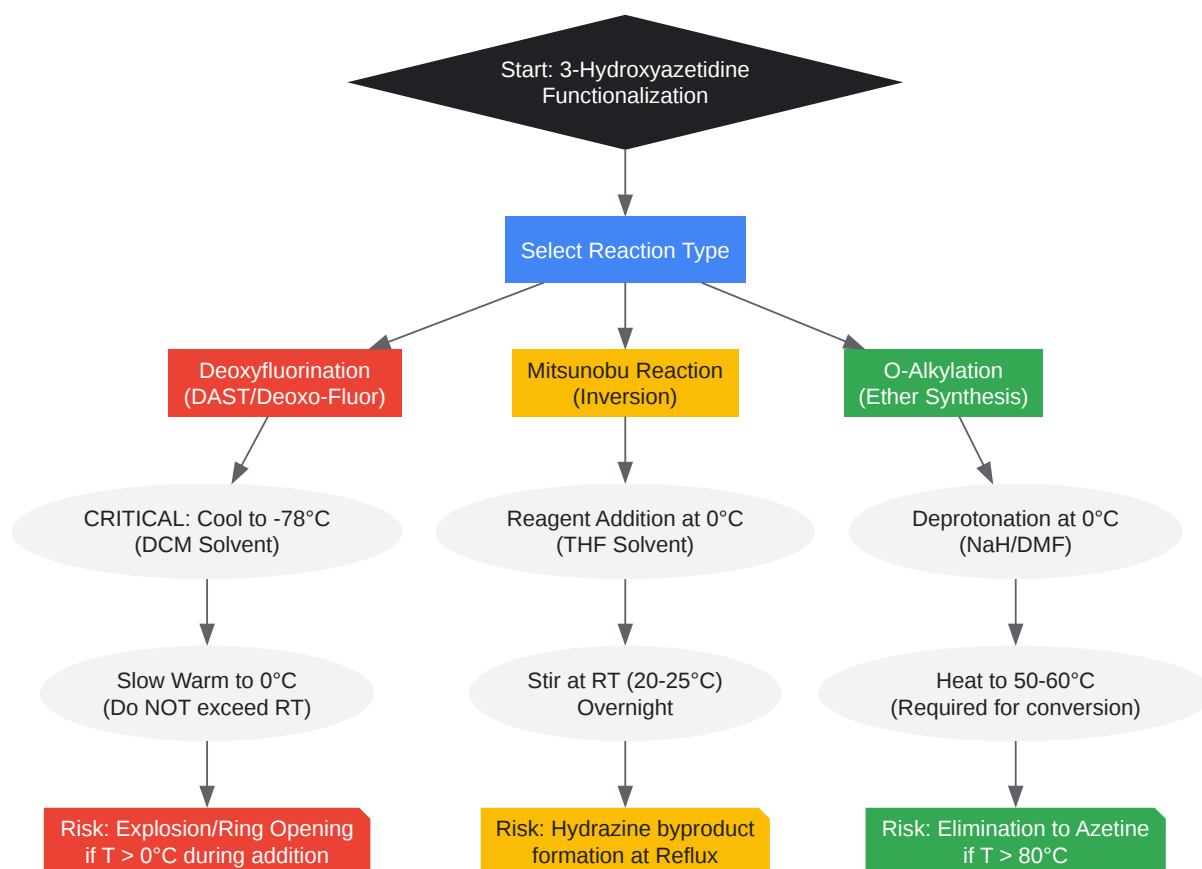 Start: 3-Hydroxyazetidine
Functionalization
Select Reaction Type
Deoxyfluorination
(DAST/Deoxo-Fluor)
Mitsunobu Reaction
(Inversion)
O-Alkylation
(Ether Synthesis)
CRITICAL: Cool to -78°C
(DCM Solvent)
Reagent Addition at 0°C
(THF Solvent)
Deprotonation at 0°C
(NaH/DMF)
Slow Warm to 0°C
(Do NOT exceed RT)
Stir at RT (20-25°C)
Overnight
Heat to 50-60°C
(Required for conversion)
Risk: Explosion/Ring Opening
if T > 0°C during addition
Risk: Hydrazine byproduct
formation at Reflux
Risk: Elimination to Azetine
if T > 80°C